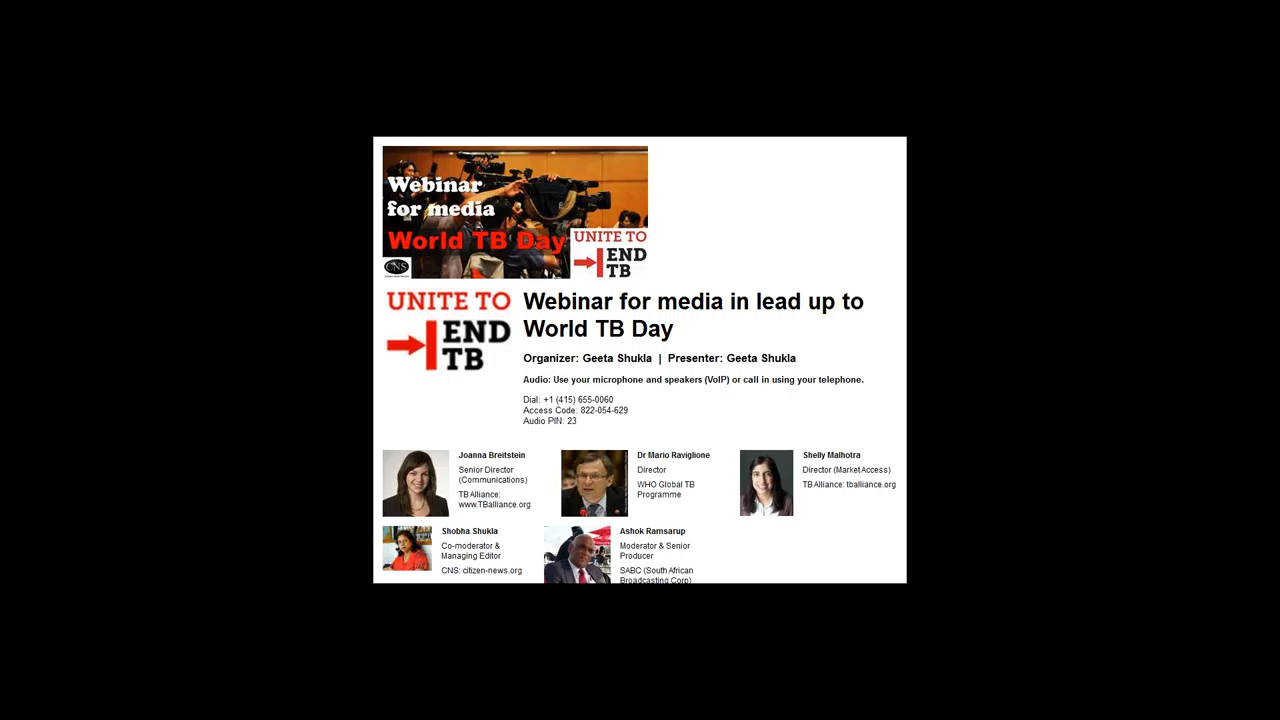 Webinar
for media
World TB Day
UNITE TO
END
TB
CNS
UNITE TO
END
TB
Webinar for media in lead up to
World TB Day
Organizer: Geeta Shukla | Presenter: Geeta Shukla
Audio: Use your microphone and speakers (VoIP) or call in using your telephone.
Dial: +1 (415) 655-0060
Access Code: 822-054-629
Audio PIN: 23
Joanna Breitstein
Senior Director
(Communications)
TB Alliance:
www.TBalliance.org
Dr Mario Raviglione
Director
WHO Global TB
Programme
Shelly Malhotra
Director (Market Access)
TB Alliance: tballiance.org
Shobha Shukla
Co-moderator &
Managing Editor
CNS: citizen-news.org
Ashok Ramsarup
Moderator & Senior
Producer
SABC (South African
Broadcasting Corp)